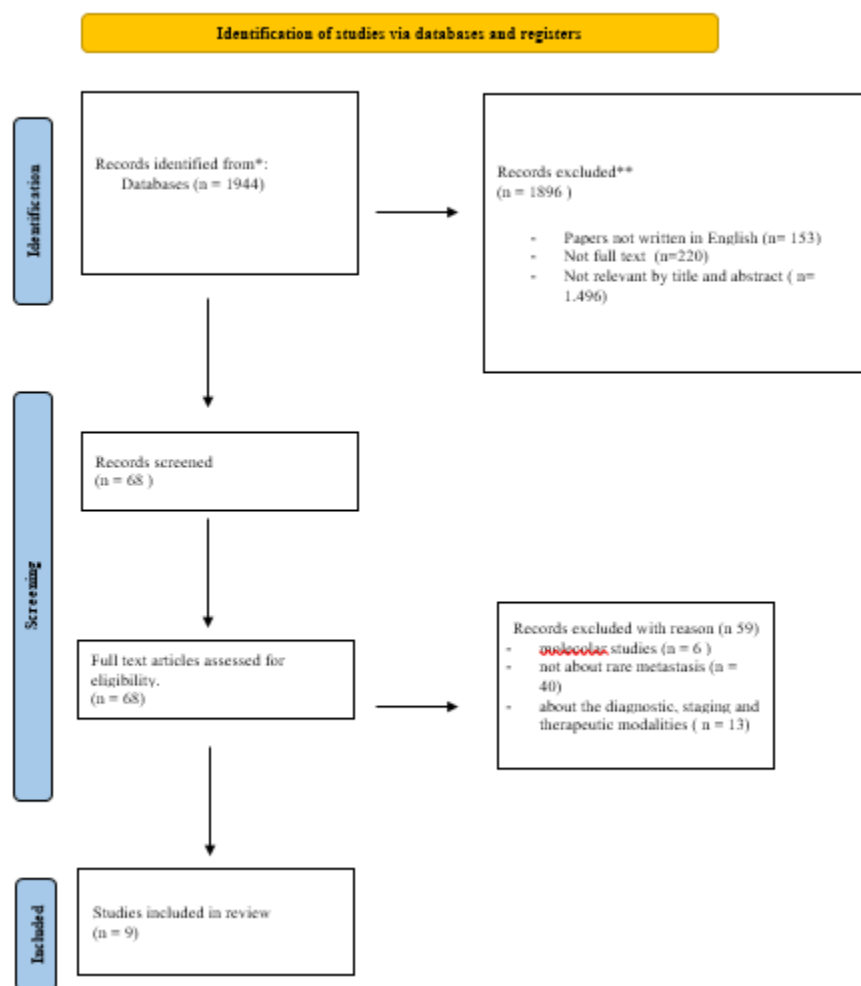 Identification of studies via databases and registers
Identification
Records identified from*:
Databases (n = 1944)
Records excluded**
(n = 1896 )
- Papers not written in English (n= 153)
- Not full text (n=220)
- Not relevant by title and abstract ( n=
1.496)
Screening
Records screened
(n = 68 )
Full text articles assessed for
eligibility.
(n = 68)
Records excluded with reason (n 59)
- molecolar studies (n = 6 )
- not about rare metastasis (n =
40)
- about the diagnostic, staging and
therapeutic modalities ( n = 13)
Included
Studies included in review
(n = 9)